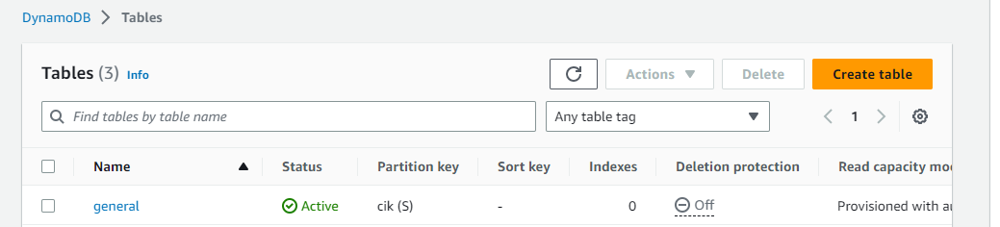 DynamoDB > Tables
Tables (3) Info
Actions Delete Create table
Find tables by table name Any table tag 1
Name Status Partition key Sort key Indexes Deletion protection Read capacity mo
general Active cik (S) - 0 Off Provisioned with a